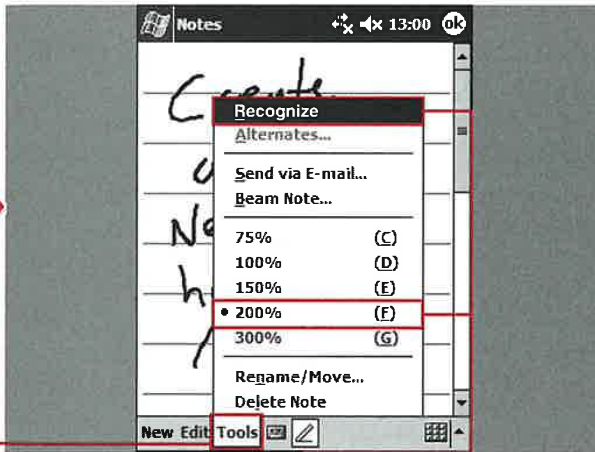 Notes 13:00 ok
Create
Recognize
Alternates...
Send via E-mail...
Beam Note...
75% (C)
100% (D)
150% (E)
200% (F)
300% (G)
Rename/Move...
Delete Note
New Edit Tools